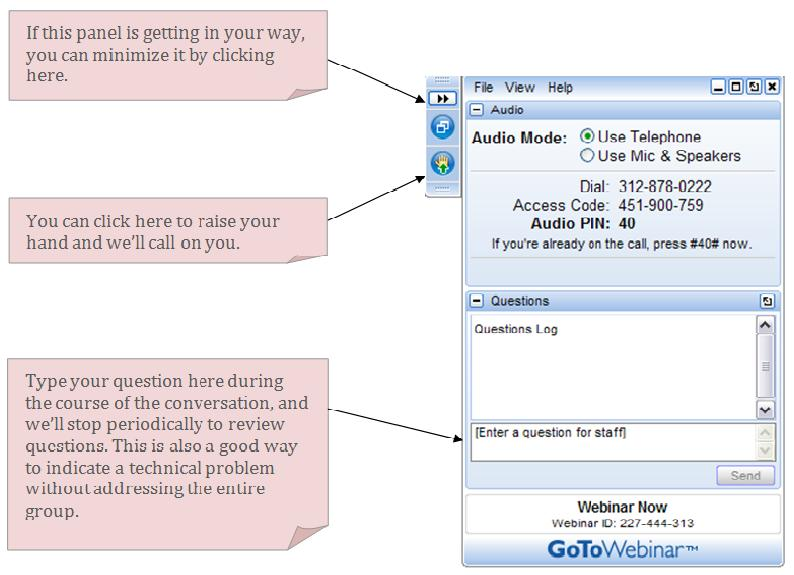 If this panel is getting in your way,
you can minimize it by clicking
here.
You can click here to raise your
hand and we'll call on you.
Type your question here during
the course of the conversation, and
we'll stop periodically to review
questions. This is also a good way
to indicate a technical problem
without addressing the entire
group.
File View Help
Audio
Audio Mode: Use Telephone
Use Mic & Speakers
Dial: 312-878-0222
Access Code: 451-900-759
Audio PIN: 40
If you're already on the call, press #40# now.
Questions
Questions Log
[Enter a question for staff]
Send
Webinar Now
Webinar ID: 227-444-313
GoToWebinar™